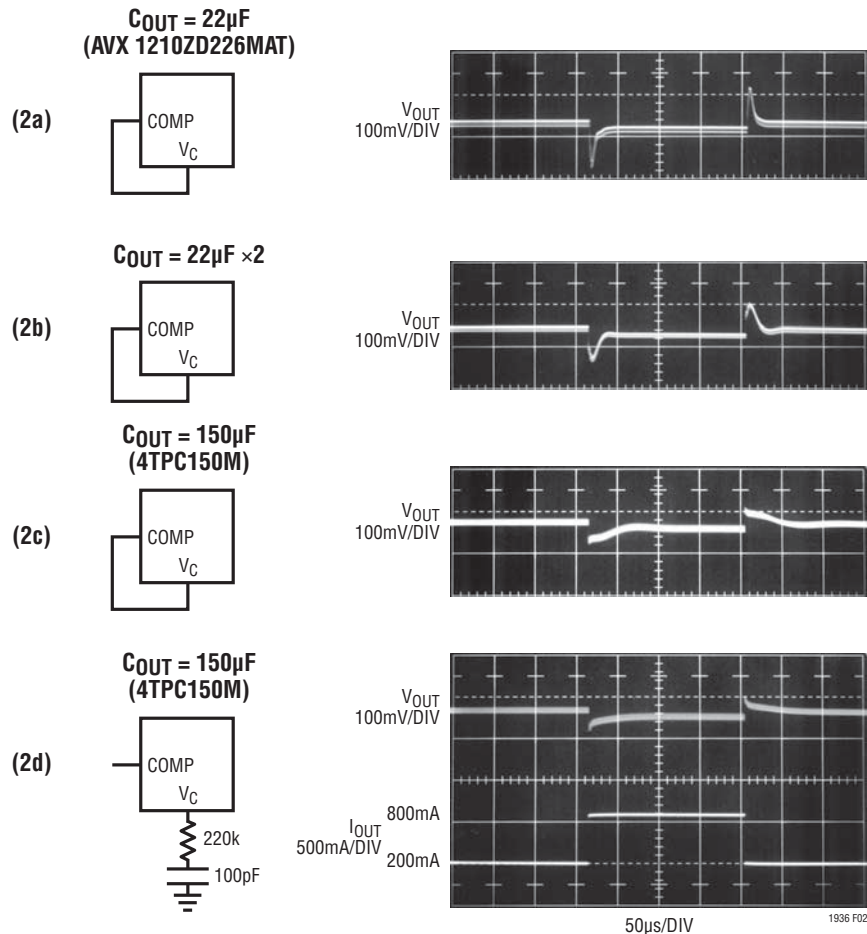 COUT = 22µF
(AVX 1210ZD226MAT)
(2a)
COMP
VC
VOUT
100mV/DIV
COUT = 22µF ×2
(2b)
COMP
VC
VOUT
100mV/DIV
COUT = 150µF
(4TPC150M)
(2c)
COMP
VC
VOUT
100mV/DIV
COUT = 150µF
(4TPC150M)
(2d)
COMP
VC
220k
100pF
VOUT
100mV/DIV
IOUT
500mA/DIV
800mA
200mA
50µs/DIV
1936 F02